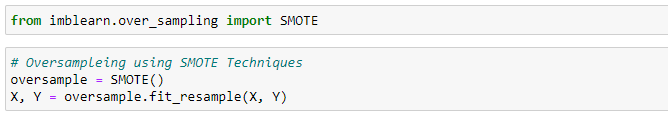 from imblearn.over_sampling import SMOTE
# Oversampleing using SMOTE Techniques
oversample = SMOTE()
X, Y = oversample.fit_resample(X, Y)